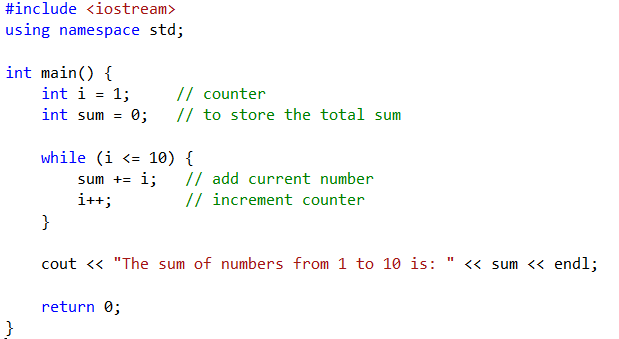 #include <iostream>
using namespace std;

int main() {
    int i = 1;     // counter
    int sum = 0;   // to store the total sum

    while (i <= 10) {
        sum += i;   // add current number
        i++;        // increment counter
    }

    cout << "The sum of numbers from 1 to 10 is: " << sum << endl;

    return 0;
}